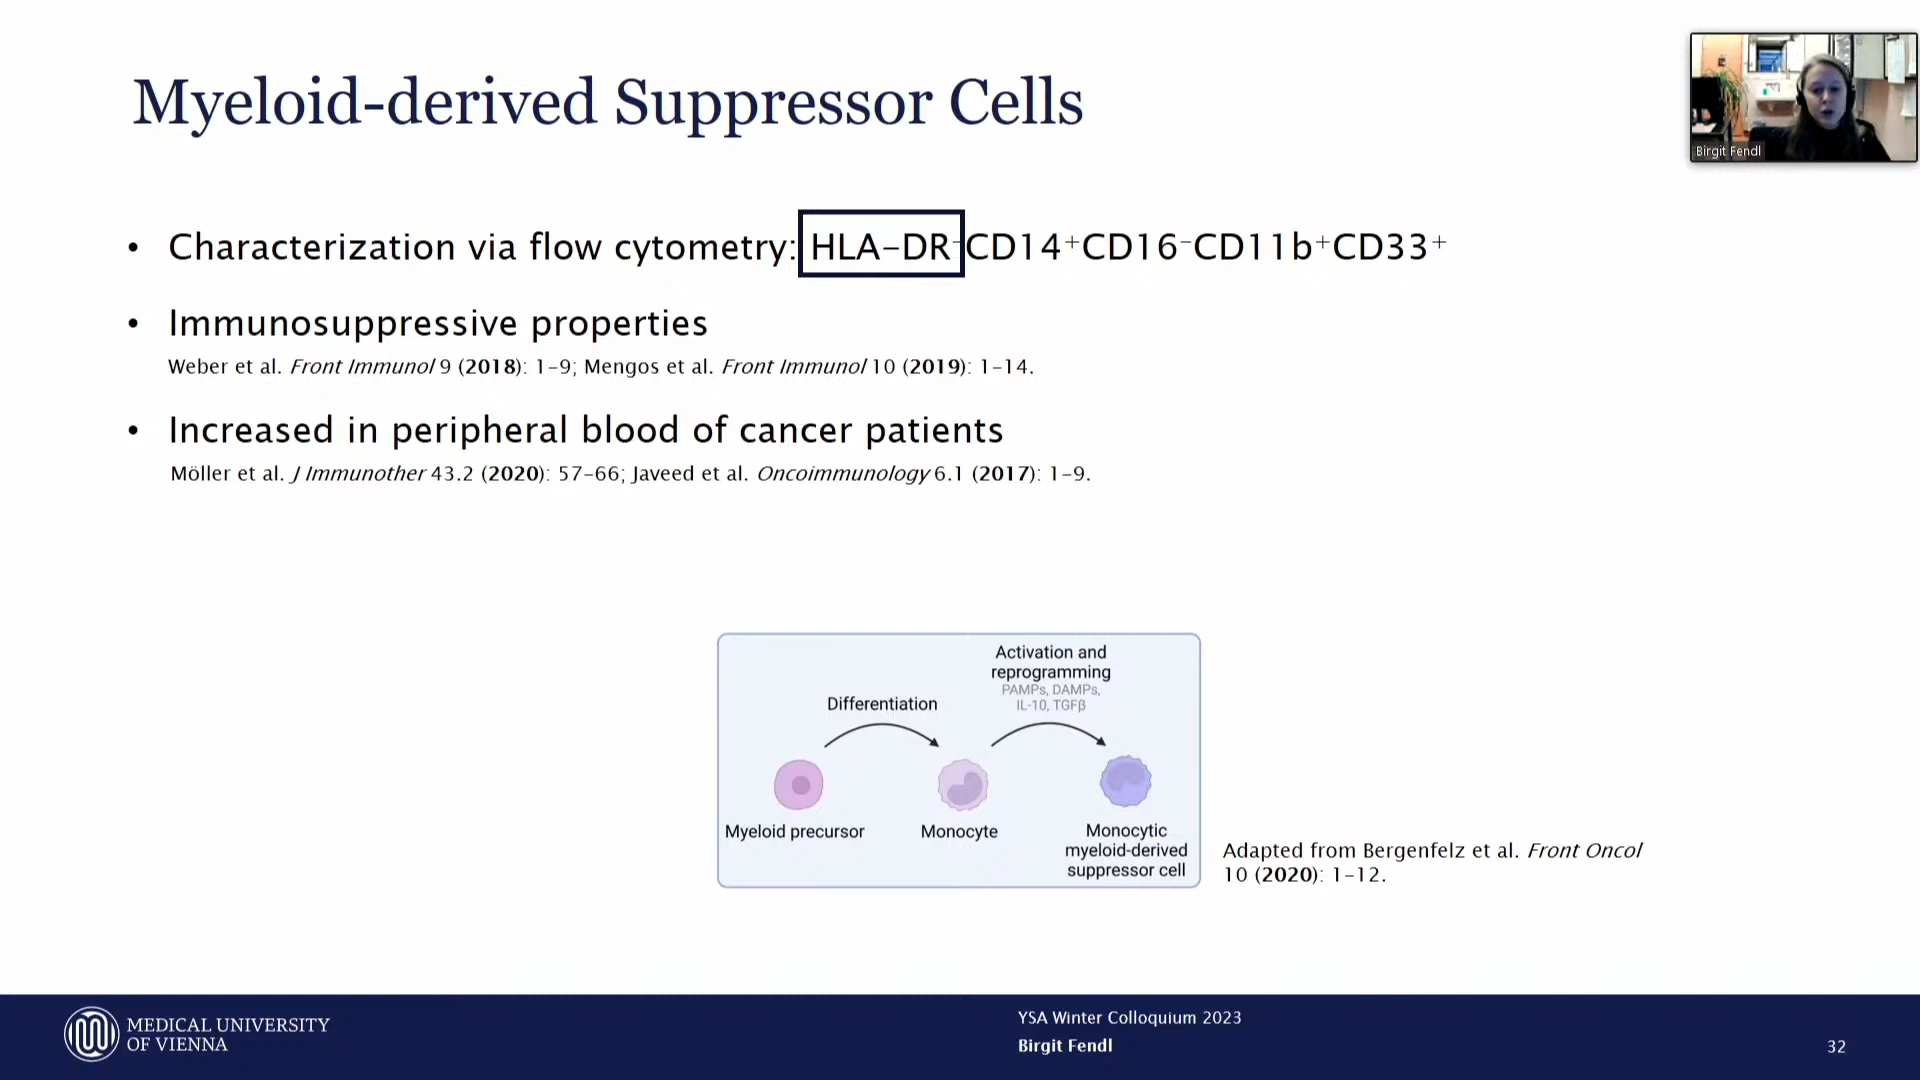 Myeloid-derived Suppressor Cells
Birgit Fendl
• Characterization via flow cytometry: HLA-DR⁻CD14⁺CD16⁻CD11b⁺CD33⁺
• Immunosuppressive properties
Weber et al. Front Immunol 9 (2018): 1-9; Mengos et al. Front Immunol 10 (2019): 1-14.
• Increased in peripheral blood of cancer patients
Möller et al. J Immunother 43.2 (2020): 57-66; Javeed et al. Oncoimmunology 6.1 (2017): 1-9.
Activation and
reprogramming
PAMPs, DAMPs,
IL-10, TGFβ
Differentiation
Myeloid precursor
Monocyte
Monocytic
myeloid-derived
suppressor cell
Adapted from Bergenfelz et al. Front Oncol
10 (2020): 1-12.
MEDICAL UNIVERSITY
OF VIENNA
YSA Winter Colloquium 2023
Birgit Fendl
32